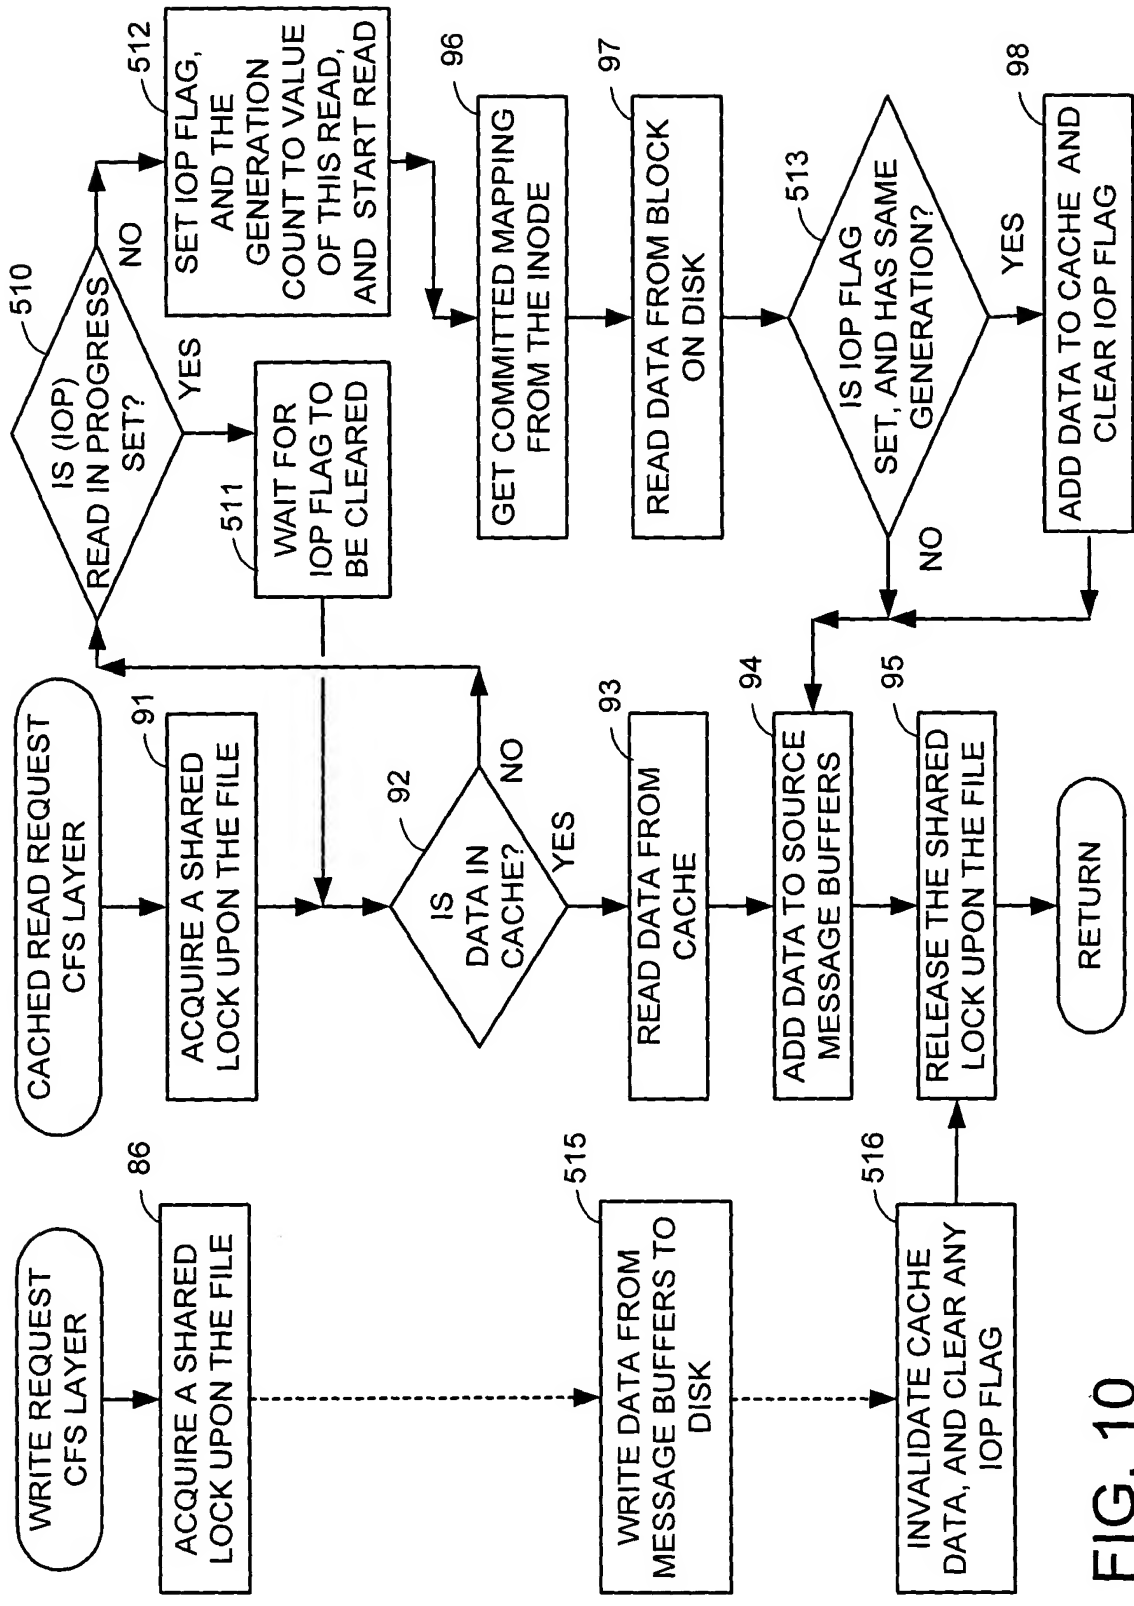 WRITE REQUEST
CFS LAYER
86
ACQUIRE A SHARED
LOCK UPON THE FILE
515
WRITE DATA FROM
MESSAGE BUFFERS TO
DISK
516
INVALIDATE CACHE
DATA, AND CLEAR ANY
IOP FLAG
CACHED READ REQUEST
CFS LAYER
91
ACQUIRE A SHARED
LOCK UPON THE FILE
92
IS
DATA IN
CACHE?
NO
YES
93
READ DATA FROM
CACHE
94
ADD DATA TO SOURCE
MESSAGE BUFFERS
95
RELEASE THE SHARED
LOCK UPON THE FILE
RETURN
510
IS (IOP)
READ IN PROGRESS
SET?
NO
YES
511
WAIT FOR
IOP FLAG TO
BE CLEARED
512
SET IOP FLAG,
AND THE
GENERATION
COUNT TO VALUE
OF THIS READ,
AND START READ
96
GET COMMITTED MAPPING
FROM THE INODE
97
READ DATA FROM BLOCK
ON DISK
513
IS IOP FLAG
SET, AND HAS SAME
GENERATION?
NO
YES
98
ADD DATA TO CACHE AND
CLEAR IOP FLAG
FIG. 10